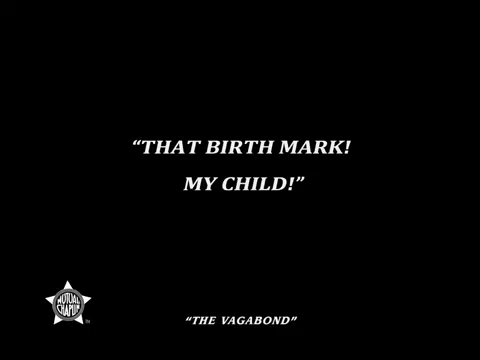 “THAT BIRTH MARK!
MY CHILD!”
MUTUAL
CHAPLIN
“THE VAGABOND”